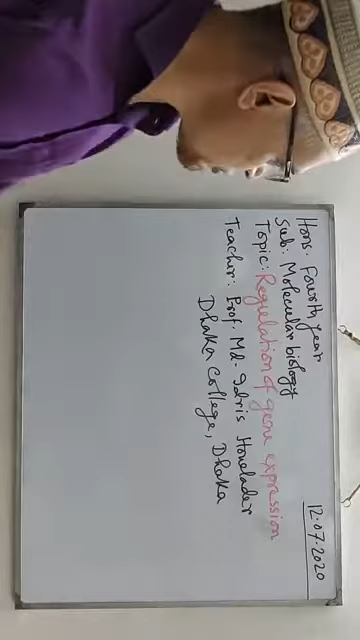 12.07.2020
Hons. Fourth year
Sub: Molecular biology
Topic: Regulation of gene expression
Teacher: Prof. Md. Idris Howlader
Dhaka College, Dhaka